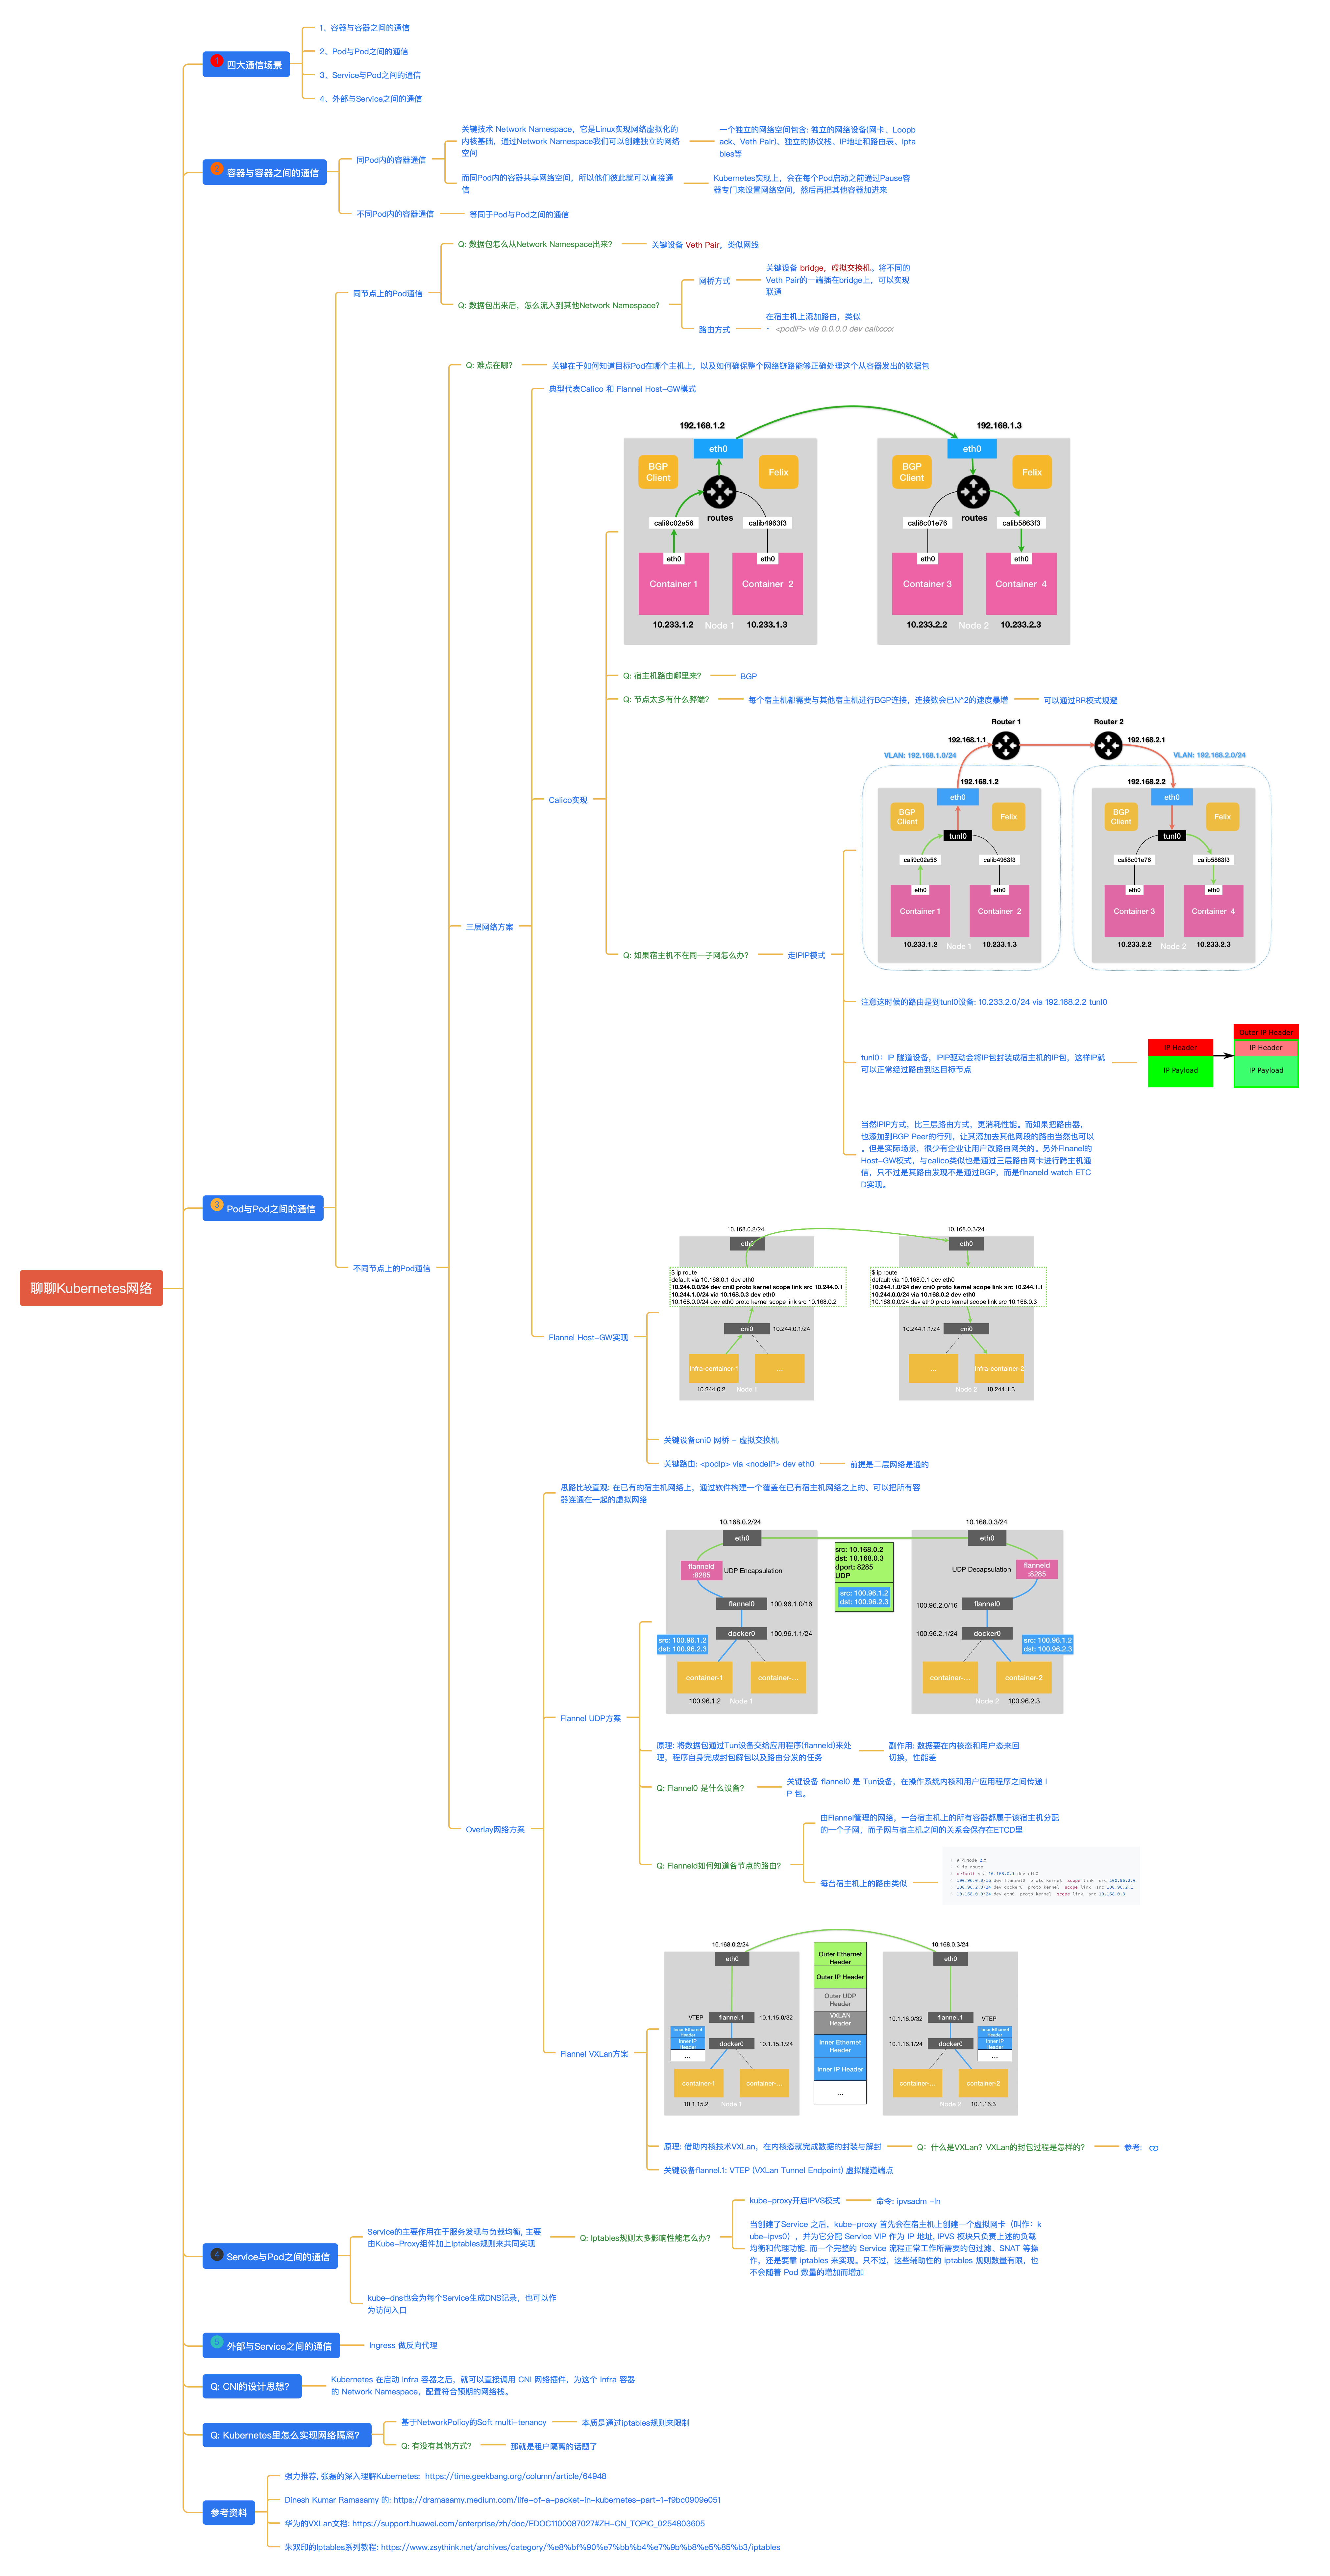 聊聊Kubernetes网络
1 四大通信场景
1、容器与容器之间的通信
2、Pod与Pod之间的通信
3、Service与Pod之间的通信
4、外部与Service之间的通信
2 容器与容器之间的通信
同Pod内的容器通信
关键技术 Network Namespace，它是Linux实现网络虚拟化的
内核基础，通过Network Namespace我们可以创建独立的网络
空间
一个独立的网络空间包含: 独立的网络设备(网卡、Loopb
ack、Veth Pair)、独立的协议栈、IP地址和路由表、ipta
bles等
而同Pod内的容器共享网络空间，所以他们彼此就可以直接通
信
Kubernetes实现上，会在每个Pod启动之前通过Pause容
器专门来设置网络空间，然后再把其他容器加进来
不同Pod内的容器通信
等同于Pod与Pod之间的通信
3 Pod与Pod之间的通信
同节点上的Pod通信
Q: 数据包怎么从Network Namespace出来?
关键设备 Veth Pair，类似网线
Q: 数据包出来后，怎么流入到其他Network Namespace?
网桥方式
关键设备 bridge，虚拟交换机。将不同的
Veth Pair的一端插在bridge上，可以实现
联通
路由方式
在宿主机上添加路由，类似
- <podIP> via 0.0.0.0 dev calixxxx
不同节点上的Pod通信
Q: 难点在哪?
关键在于如何知道目标Pod在哪个主机上，以及如何确保整个网络链路能够正确处理这个从容器发出的数据包
三层网络方案
典型代表Calico 和 Flannel Host-GW模式
Calico实现
192.168.1.2
192.168.1.3
eth0
eth0
BGP
Client
Felix
BGP
Client
Felix
routes
routes
cali9c02e56
calib4963f3
cali8c01e76
calib5863f3
eth0
eth0
eth0
eth0
Container 1
Container 2
Container 3
Container 4
10.233.1.2
Node 1
10.233.1.3
10.233.2.2
Node 2
10.233.2.3
Q: 宿主机路由哪里来?
BGP
Q: 节点太多有什么弊端?
每个宿主机都需要与其他宿主机进行BGP连接，连接数会已N^2的速度暴增
可以通过RR模式规避
Q: 如果宿主机不在同一子网怎么办?
走IPIP模式
Router 1
Router 2
192.168.1.1
192.168.2.1
VLAN: 192.168.1.0/24
VLAN: 192.168.2.0/24
192.168.1.2
192.168.2.2
eth0
eth0
BGP
Client
Felix
BGP
Client
Felix
tunl0
tunl0
cali9c02e56
calib4963f3
cali8c01e76
calib5863f3
eth0
eth0
eth0
eth0
Container 1
Container 2
Container 3
Container 4
10.233.1.2
Node 1
10.233.1.3
10.233.2.2
Node 2
10.233.2.3
注意这时候的路由是到tunl0设备: 10.233.2.0/24 via 192.168.2.2 tunl0
tunl0：IP 隧道设备，IPIP驱动会将IP包封装成宿主机的IP包，这样IP就
可以正常经过路由到达目标节点
IP Header
IP Payload
Outer IP Header
IP Header
IP Payload
当然IPIP方式，比三层路由方式，更消耗性能。而如果把路由器，
也添加到BGP Peer的行列，让其添加去其他网段的路由当然也可以
。但是实际场景，很少有企业让用户改路由网关的。另外Flnanel的
Host-GW模式，与calico类似也是通过三层路由网卡进行跨主机通
信，只不过是其路由发现不是通过BGP，而是flnaneld watch ETC
D实现。
Flannel Host-GW实现
10.168.0.2/24
10.168.0.3/24
eth0
eth0
$ ip route
default via 10.168.0.1 dev eth0
10.244.0.0/24 dev cni0 proto kernel scope link src 10.244.0.1
10.244.1.0/24 via 10.168.0.3 dev eth0
10.168.0.0/24 dev eth0 proto kernel scope link src 10.168.0.2
$ ip route
default via 10.168.0.1 dev eth0
10.244.1.0/24 dev cni0 proto kernel scope link src 10.244.1.1
10.244.0.0/24 via 10.168.0.2 dev eth0
10.168.0.0/24 dev eth0 proto kernel scope link src 10.168.0.3
cni0
10.244.0.1/24
10.244.1.1/24
cni0
Infra-container-1
...
...
Infra-container-2
10.244.0.2
Node 1
Node 2
10.244.1.3
关键设备cni0 网桥 - 虚拟交换机
关键路由: <podIp> via <nodeIP> dev eth0
前提是二层网络是通的
Overlay网络方案
思路比较直观: 在已有的宿主机网络上，通过软件构建一个覆盖在已有宿主机网络之上的、可以把所有容
器连通在一起的虚拟网络
Flannel UDP方案
10.168.0.2/24
10.168.0.3/24
eth0
eth0
flanneld
:8285
UDP Encapsulation
src: 10.168.0.2
dst: 10.168.0.3
dport: 8285
UDP
src: 100.96.1.2
dst: 100.96.2.3
UDP Decapsulation
flanneld
:8285
flannel0
100.96.1.0/16
100.96.2.0/16
flannel0
docker0
100.96.1.1/24
100.96.2.1/24
docker0
src: 100.96.1.2
dst: 100.96.2.3
src: 100.96.1.2
dst: 100.96.2.3
container-1
container-...
container-...
container-2
100.96.1.2
Node 1
Node 2
100.96.2.3
原理: 将数据包通过Tun设备交给应用程序(flanneld)来处
理，程序自身完成封包解包以及路由分发的任务
副作用: 数据要在内核态和用户态来回
切换，性能差
Q: Flannel0 是什么设备?
关键设备 flannel0 是 Tun设备，在操作系统内核和用户应用程序之间传递 I
P 包。
Q: Flanneld如何知道各节点的路由?
由Flannel管理的网络，一台宿主机上的所有容器都属于该宿主机分配
的一个子网，而子网与宿主机之间的关系会保存在ETCD里
每台宿主机上的路由类似
# 在Node 2上
$ ip route
default via 10.168.0.1 dev eth0
100.96.0.0/16 dev flannel0 proto kernel scope link src 100.96.2.0
100.96.2.0/24 dev docker0 proto kernel scope link src 100.96.2.1
10.168.0.0/24 dev eth0 proto kernel scope link src 10.168.0.3
Flannel VXLan方案
10.168.0.2/24
10.168.0.3/24
eth0
eth0
Outer Ethernet
Header
Outer IP Header
Outer UDP
Header
VXLAN
Header
Inner Ethernet
Header
Inner IP Header
...
VTEP
flannel.1
10.1.15.0/32
10.1.16.0/32
flannel.1
VTEP
Inner Ethernet
Header
Inner IP
Header
...
Inner Ethernet
Header
Inner IP
Header
...
docker0
10.1.15.1/24
10.1.16.1/24
docker0
container-1
container-...
container-...
container-2
10.1.15.2
Node 1
Node 2
10.1.16.3
原理: 借助内核技术VXLan，在内核态就完成数据的封装与解封
Q：什么是VXLan？VXLan的封包过程是怎样的？
参考:
关键设备flannel.1: VTEP (VXLan Tunnel Endpoint) 虚拟隧道端点
4 Service与Pod之间的通信
Service的主要作用在于服务发现与负载均衡, 主要
由Kube-Proxy组件加上iptables规则来共同实现
Q: Iptables规则太多影响性能怎么办?
kube-proxy开启IPVS模式
命令: ipvsadm -ln
当创建了Service 之后，kube-proxy 首先会在宿主机上创建一个虚拟网卡（叫作：k
ube-ipvs0），并为它分配 Service VIP 作为 IP 地址, IPVS 模块只负责上述的负载
均衡和代理功能. 而一个完整的 Service 流程正常工作所需要的包过滤、SNAT 等操
作，还是要靠 iptables 来实现。只不过，这些辅助性的 iptables 规则数量有限，也
不会随着 Pod 数量的增加而增加
kube-dns也会为每个Service生成DNS记录，也可以作
为访问入口
5 外部与Service之间的通信
Ingress 做反向代理
Q: CNI的设计思想?
Kubernetes 在启动 Infra 容器之后，就可以直接调用 CNI 网络插件，为这个 Infra 容器
的 Network Namespace，配置符合预期的网络栈。
Q: Kubernetes里怎么实现网络隔离?
基于NetworkPolicy的Soft multi-tenancy
本质是通过iptables规则来限制
Q: 有没有其他方式?
那就是租户隔离的话题了
参考资料
强力推荐, 张磊的深入理解Kubernetes: https://time.geekbang.org/column/article/64948
Dinesh Kumar Ramasamy 的: https://dramasamy.medium.com/life-of-a-packet-in-kubernetes-part-1-f9bc0909e051
华为的VXLan文档: https://support.huawei.com/enterprise/zh/doc/EDOC1100087027#ZH-CN_TOPIC_0254803605
朱双印的Iptables系列教程: https://www.zsythink.net/archives/category/%e8%bf%90%e7%bb%b4%e7%9b%b8%e5%85%b3/iptables